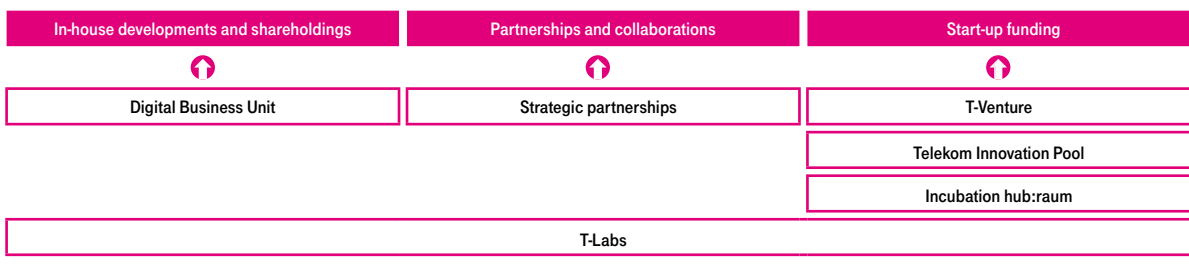 In-house developments and shareholdings
Partnerships and collaborations
Start-up funding
Digital Business Unit
Strategic partnerships
T-Venture
Telekom Innovation Pool
Incubation hub:raum
T-Labs